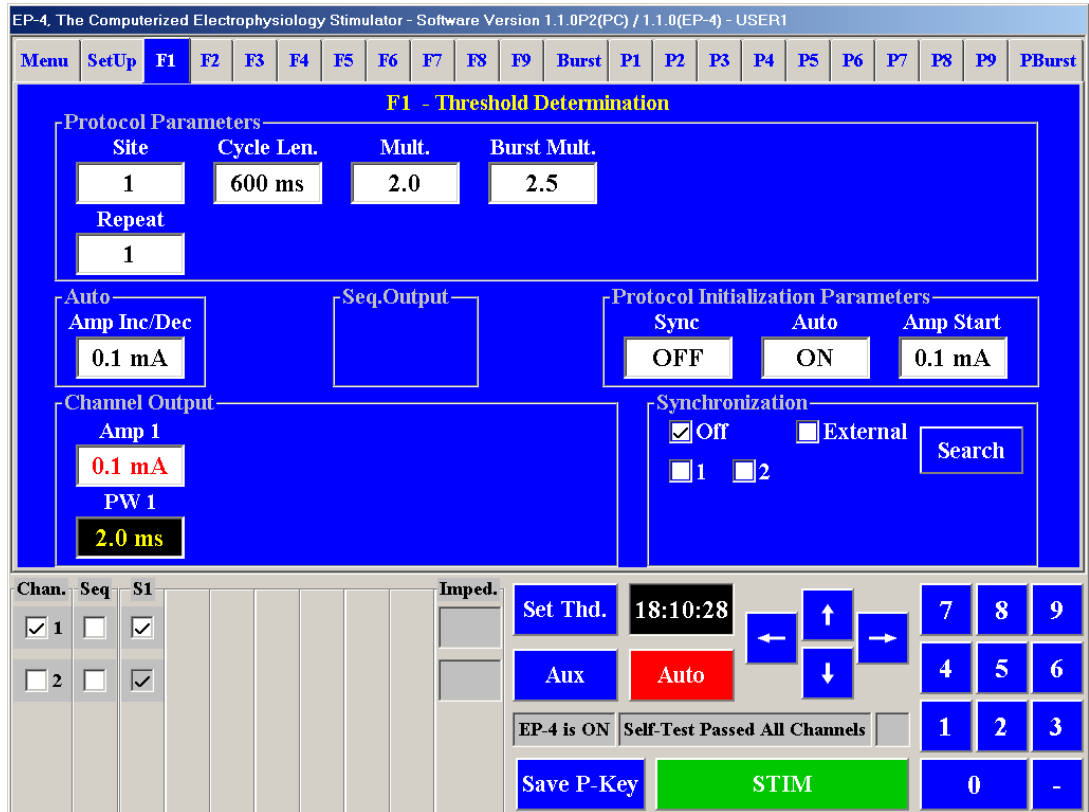 EP-4, The Computerized Electrophysiology Stimulator - Software Version 1.1.0P2(PC) / 1.1.0(EP-4) - USER1
Menu SetUp F1 F2 F3 F4 F5 F6 F7 F8 F9 Burst P1 P2 P3 P4 P5 P6 P7 P8 P9 PBurst
F1 - Threshold Determination
Protocol Parameters
Site Cycle Len. Mult. Burst Mult.
1 600 ms 2.0 2.5
Repeat
1
Auto Seq.Output Protocol Initialization Parameters
Amp Inc/Dec Sync Auto Amp Start
0.1 mA OFF ON 0.1 mA
Channel Output Synchronization
Amp 1 Off External
0.1 mA Search
1 2
PW 1
2.0 ms
Chan. Seq S1 Imped.
1
2
Set Thd. 18:10:28
Aux Auto
EP-4 is ON Self-Test Passed All Channels
Save P-Key STIM
← ↑ →
↓
7 8 9
4 5 6
1 2 3
0 -